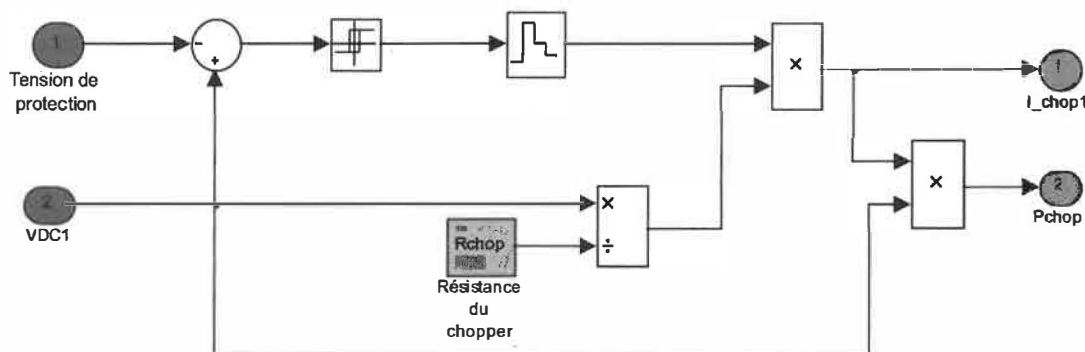 1
Tension de
protection
-
+
×
1
I_chop1
×
2
Pchop
2
VDC1
×
÷
Rchop
Résistance
du
chopper